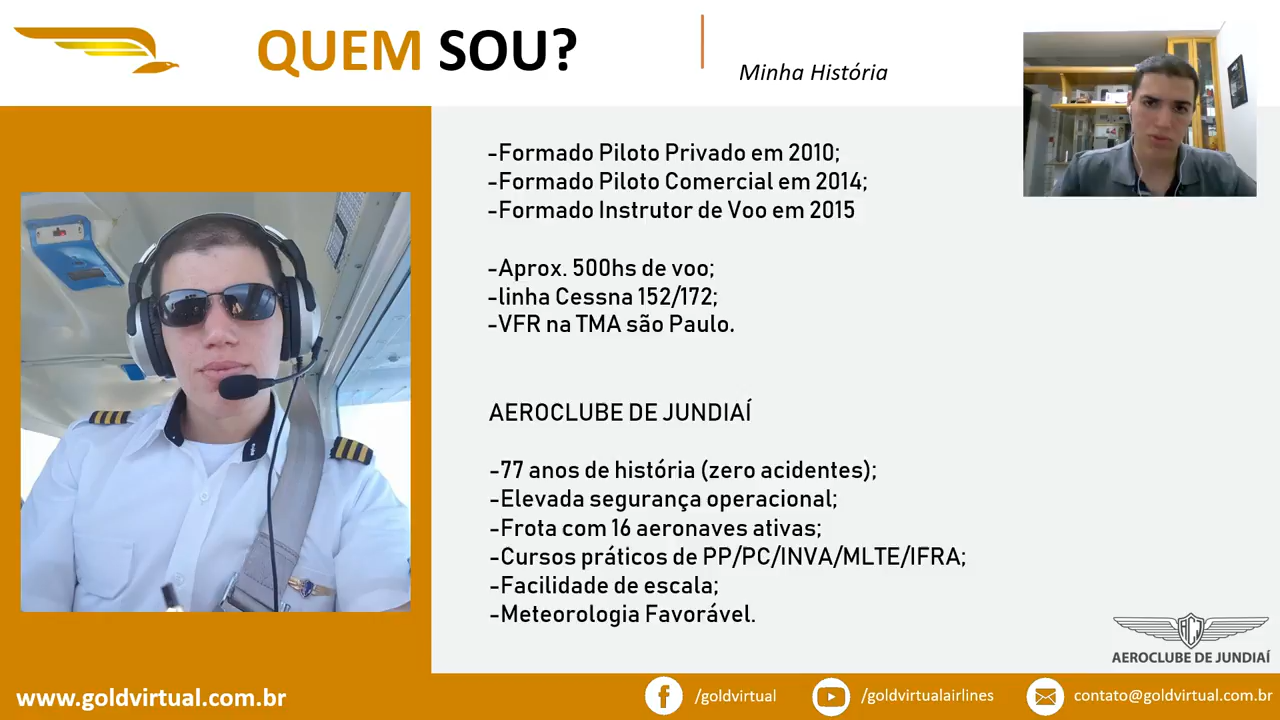 QUEM SOU?
Minha História
-Formado Piloto Privado em 2010;
-Formado Piloto Comercial em 2014;
-Formado Instrutor de Voo em 2015
-Aprox. 500hs de voo;
-linha Cessna 152/172;
-VFR na TMA são Paulo.
AEROCLUBE DE JUNDIAÍ
-77 anos de história (zero acidentes);
-Elevada segurança operacional;
-Frota com 16 aeronaves ativas;
-Cursos práticos de PP/PC/INVA/MLTE/IFRA;
-Facilidade de escala;
-Meteorologia Favorável.
ACJ
AEROCLUBE DE JUNDIAÍ
www.goldvirtual.com.br
/goldvirtual
/goldvirtualairlines
contato@goldvirtual.com.br